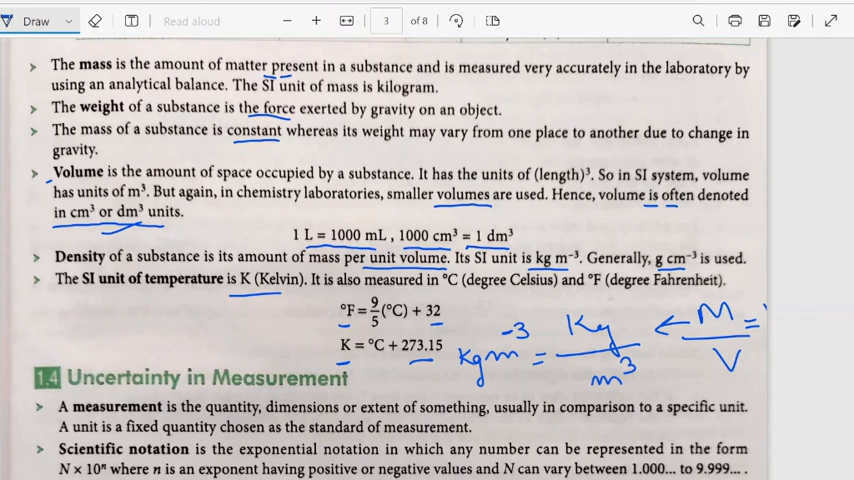 Draw
Read aloud
3
of 8
➤ The mass is the amount of matter present in a substance and is measured very accurately in the laboratory by
using an analytical balance. The SI unit of mass is kilogram.
➤ The weight of a substance is the force exerted by gravity on an object.
➤ The mass of a substance is constant whereas its weight may vary from one place to another due to change in
gravity.
➤ Volume is the amount of space occupied by a substance. It has the units of (length)³. So in SI system, volume
has units of m³. But again, in chemistry laboratories, smaller volumes are used. Hence, volume is often denoted
in cm³ or dm³ units.
1 L = 1000 mL , 1000 cm³ = 1 dm³
➤ Density of a substance is its amount of mass per unit volume. Its SI unit is kg m⁻³. Generally, g cm⁻³ is used.
➤ The SI unit of temperature is K (Kelvin). It is also measured in °C (degree Celsius) and °F (degree Fahrenheit).
°F = 9/5 (°C) + 32
K = °C + 273.15
kgm⁻³ = Kg/m³ ← M/V =
1.4 Uncertainty in Measurement
➤ A measurement is the quantity, dimensions or extent of something, usually in comparison to a specific unit.
A unit is a fixed quantity chosen as the standard of measurement.
➤ Scientific notation is the exponential notation in which any number can be represented in the form
N × 10ⁿ where n is an exponent having positive or negative values and N can vary between 1.000... to 9.999... .